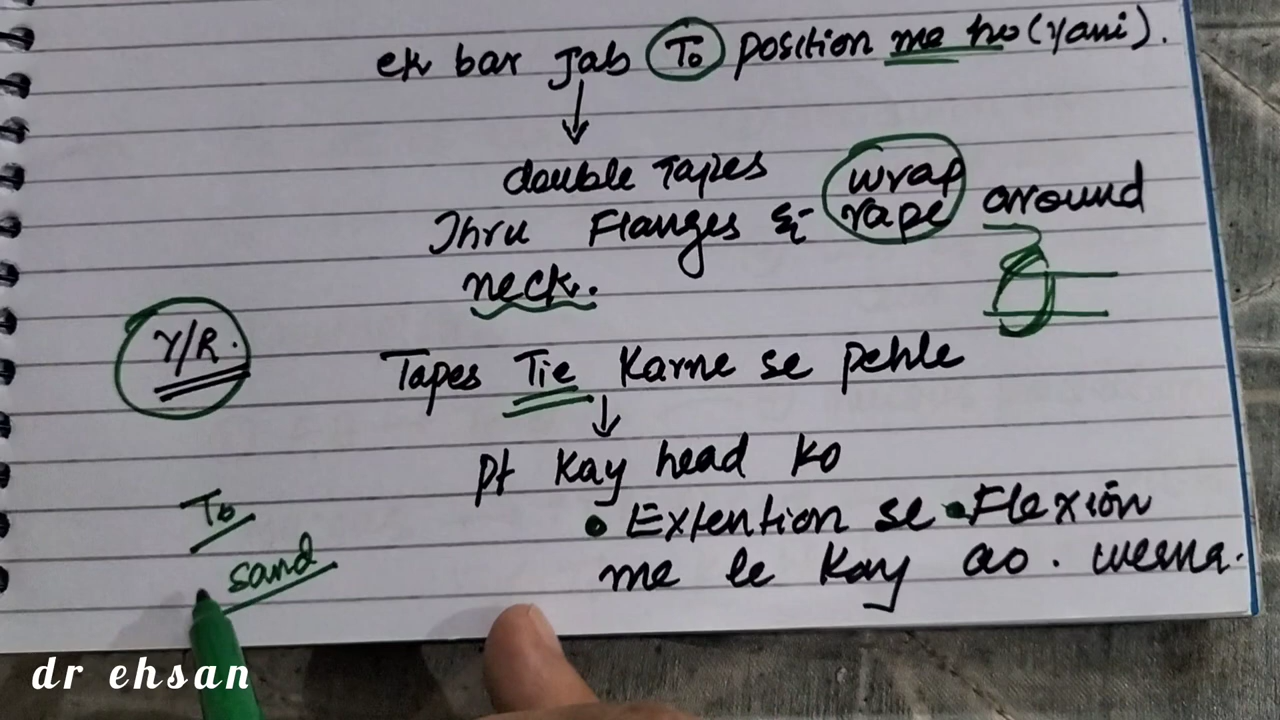 ek bar jab To position me ho (yani).
double Tapes
Thru Flanges & wrap
rape around
neck.
Y/R.
Tapes Tie Karne se pehle
Pt Kay head ko
• Extention se • Flexion
me le Kay ao. werna.
To
sand
dr ehsan